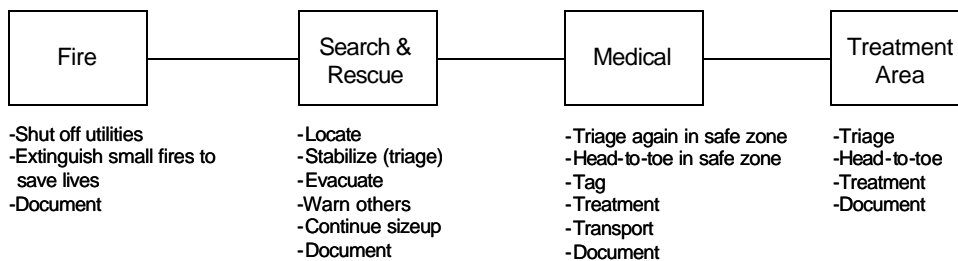 Fire
-Shut off utilities
-Extinguish small fires to
save lives
-Document
Search &
Rescue
-Locate
-Stabilize (triage)
-Evacuate
-Warn others
-Continue sizeup
-Document
Medical
-Triage again in safe zone
-Head-to-toe in safe zone
-Tag
-Treatment
-Transport
-Document
Treatment
Area
-Triage
-Head-to-toe
-Treatment
-Document